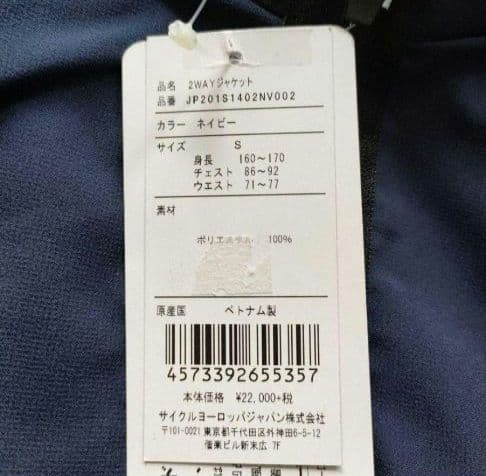 品名 2WAYジャケット
品番 JP201S1402NV002
カラー ネイビー
サイズ S
身長 160～170
チェスト 86～92
ウエスト 71～77
素材
ポリエステル 100%
原産国 ベトナム製
4573392655357
本体価格 ¥22,000+税
サイクルヨーロッパジャパン株式会社
〒101-0021 東京都千代田区外神田6-5-12
偕楽ビル新末広 7F